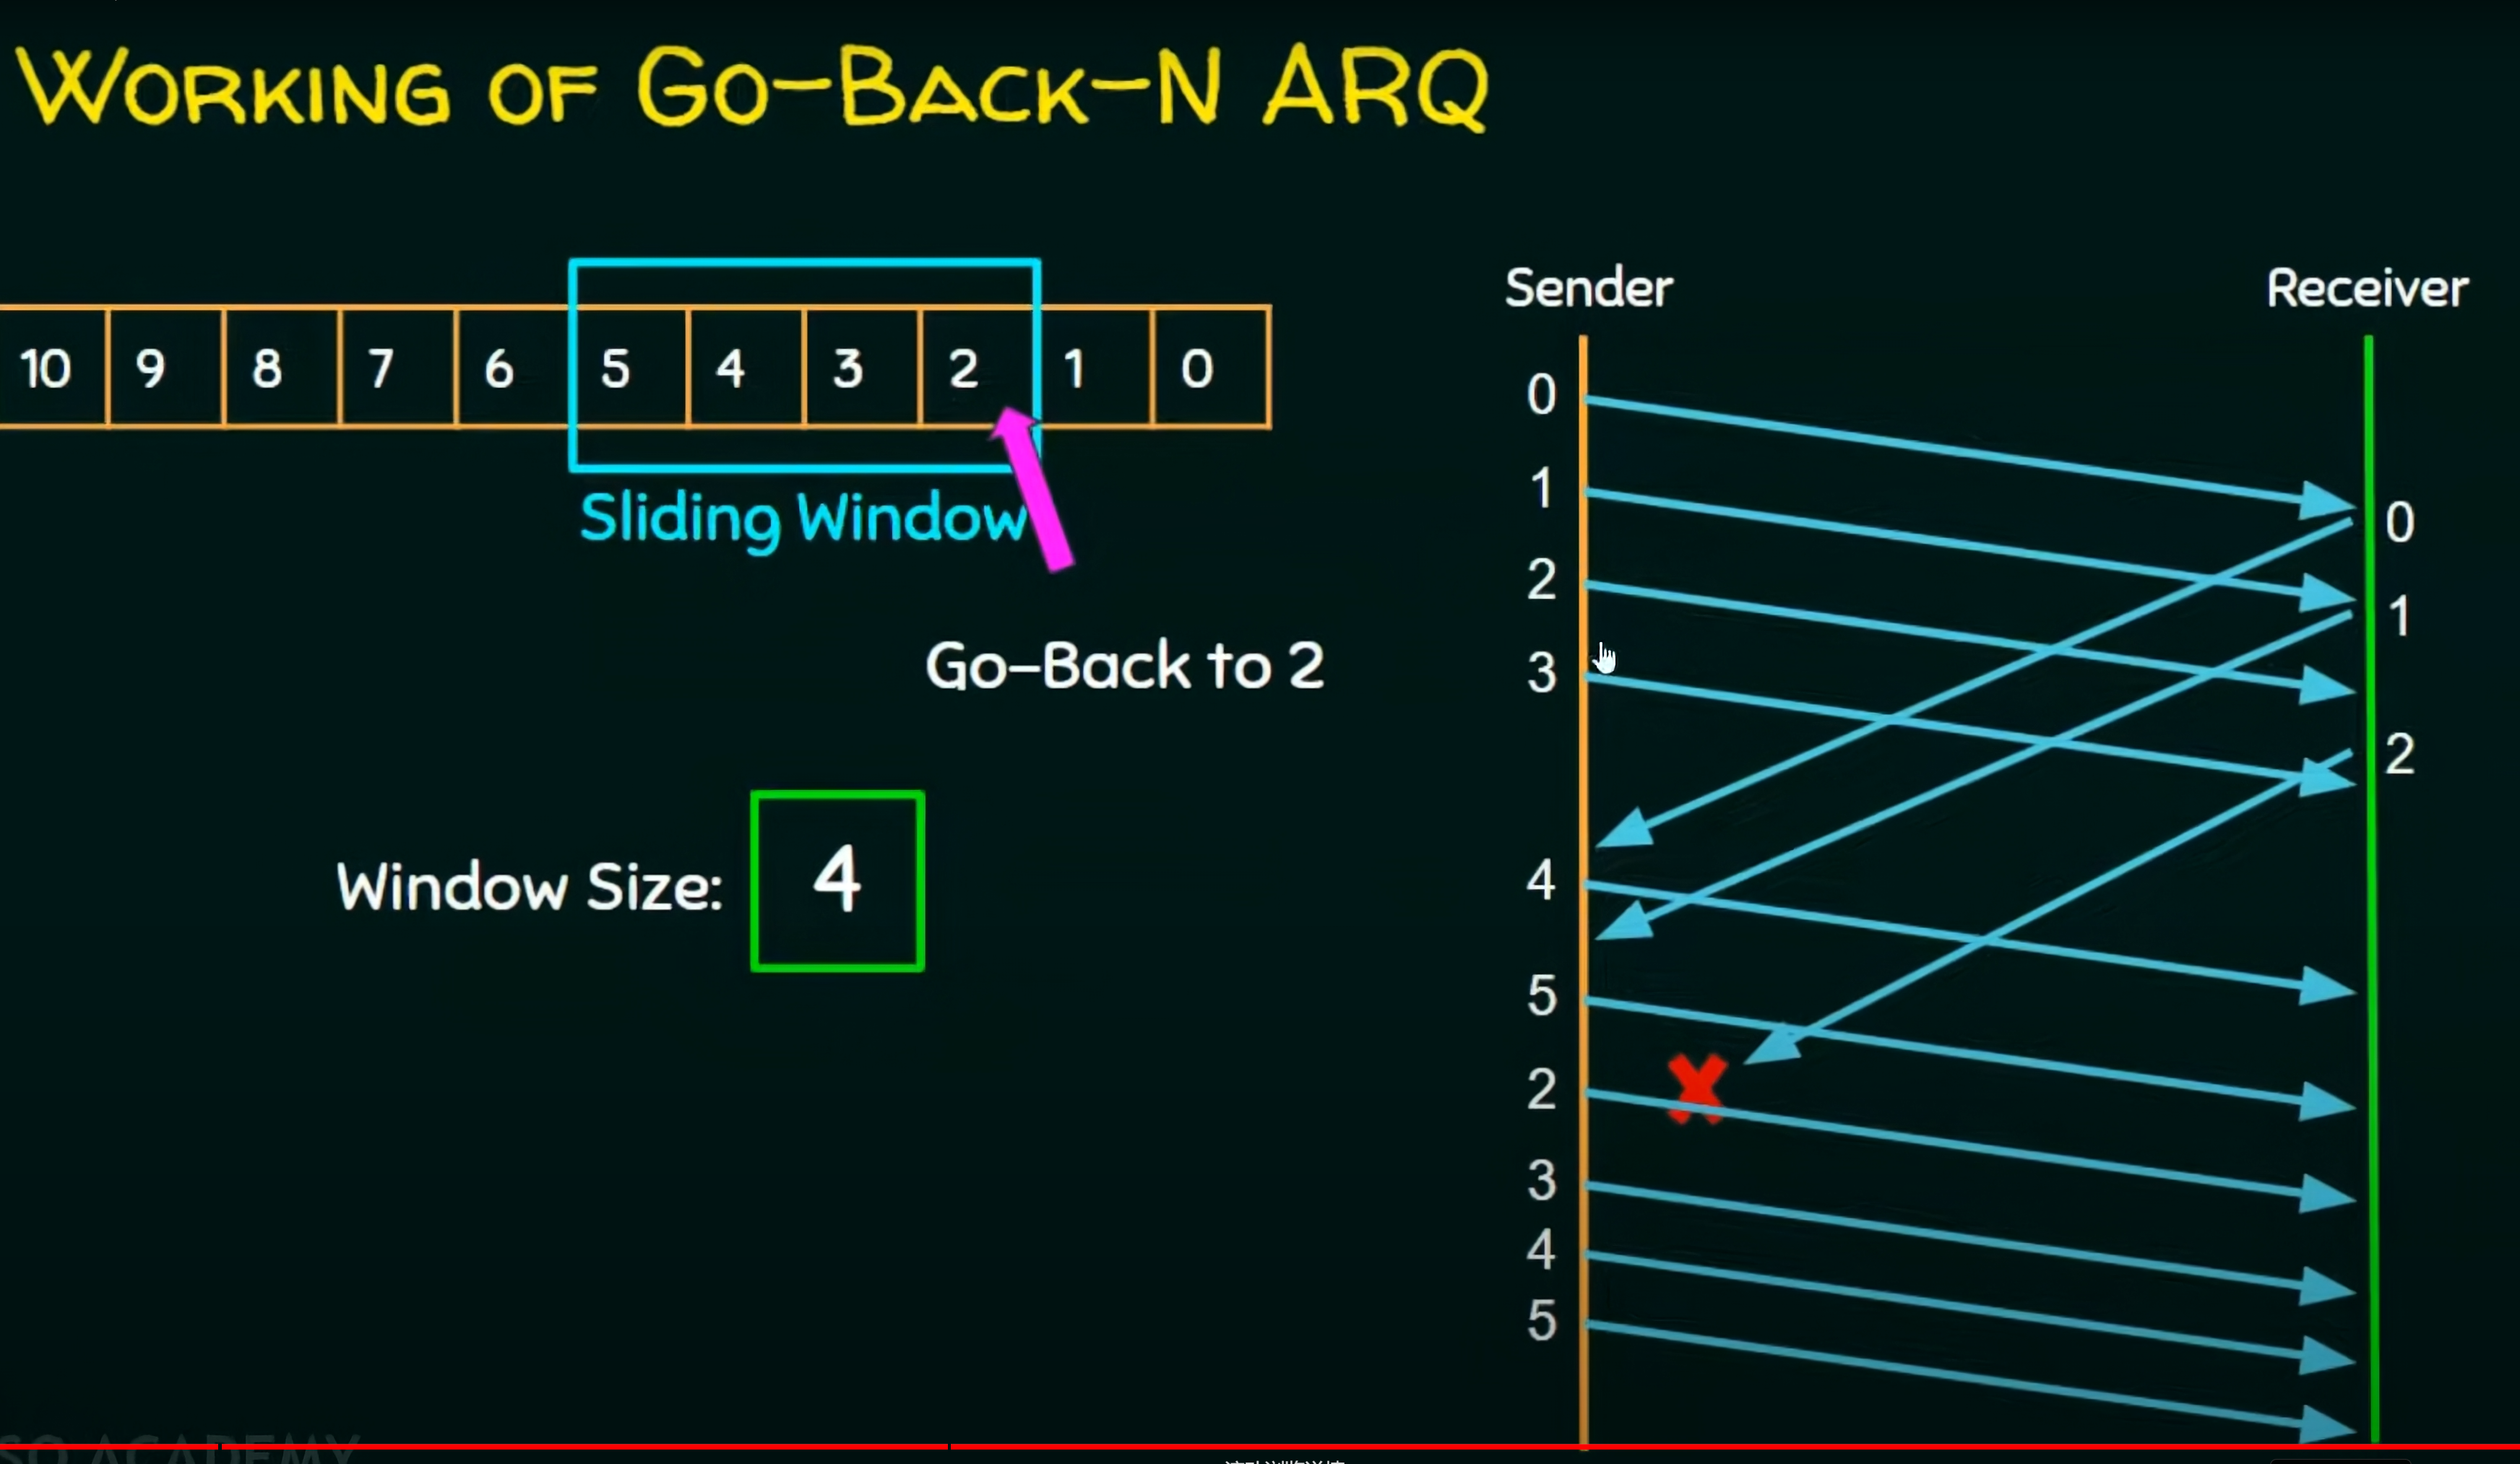 WORKING OF GO-BACK-N ARQ
10 9 8 7 6 5 4 3 2 1 0
Sliding Window
Go-Back to 2
Window Size: 4
Sender
Receiver
0
1
2
3
4
5
2
3
4
5
0
1
2
X
SO ACADEMY